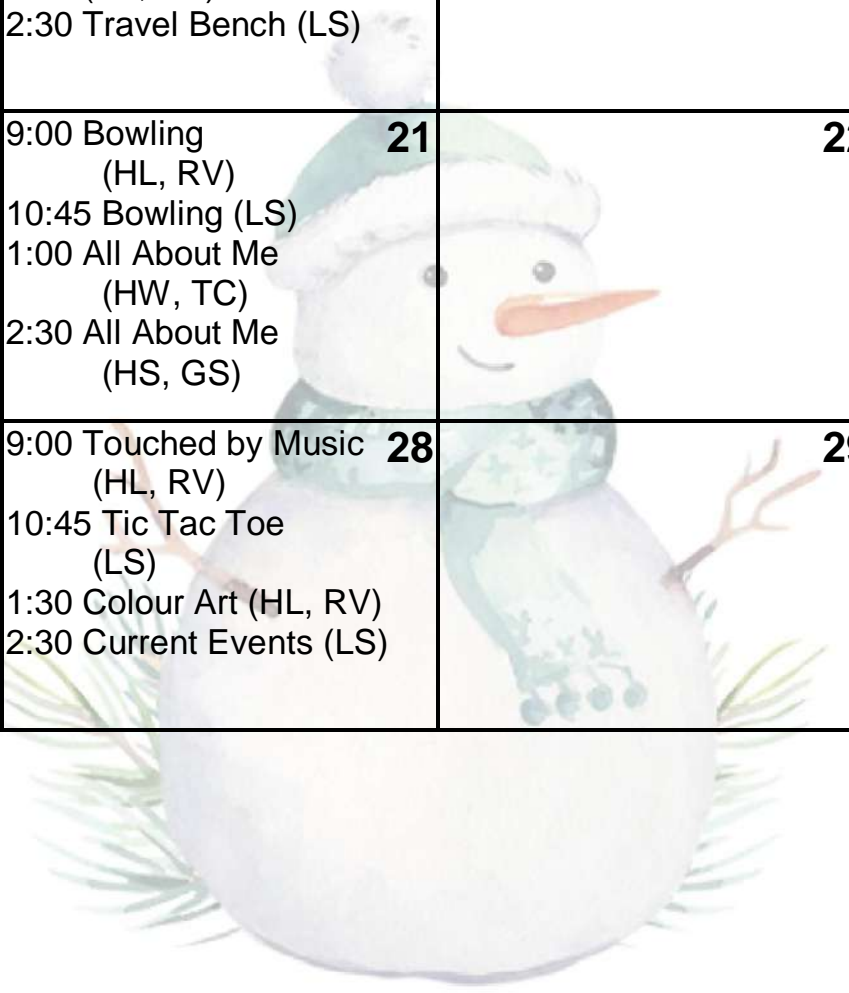 2:30 Travel Bench (LS)
9:00 Bowling 21
(HL, RV)
10:45 Bowling (LS)
1:00 All About Me
(HW, TC)
2:30 All About Me
(HS, GS)
9:00 Touched by Music 28
(HL, RV)
10:45 Tic Tac Toe
(LS)
1:30 Colour Art (HL, RV)
2:30 Current Events (LS)